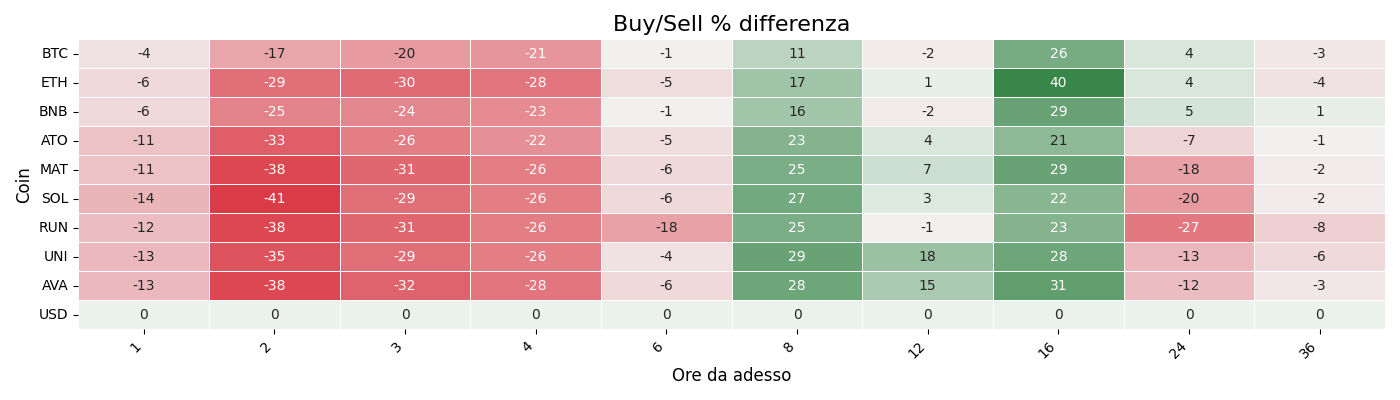 Buy/Sell % differenza
Coin
BTC -4 -17 -20 -21 -1 11 -2 26 4 -3
ETH -6 -29 -30 -28 -5 17 1 40 4 -4
BNB -6 -25 -24 -23 -1 16 -2 29 5 1
ATO -11 -33 -26 -22 -5 23 4 21 -7 -1
MAT -11 -38 -31 -26 -6 25 7 29 -18 -2
SOL -14 -41 -29 -26 -6 27 3 22 -20 -2
RUN -12 -38 -31 -26 -18 25 -1 23 -27 -8
UNI -13 -35 -29 -26 -4 29 18 28 -13 -6
AVA -13 -38 -32 -28 -6 28 15 31 -12 -3
USD 0 0 0 0 0 0 0 0 0 0
1 2 3 4 6 8 12 16 24 36
Ore da adesso